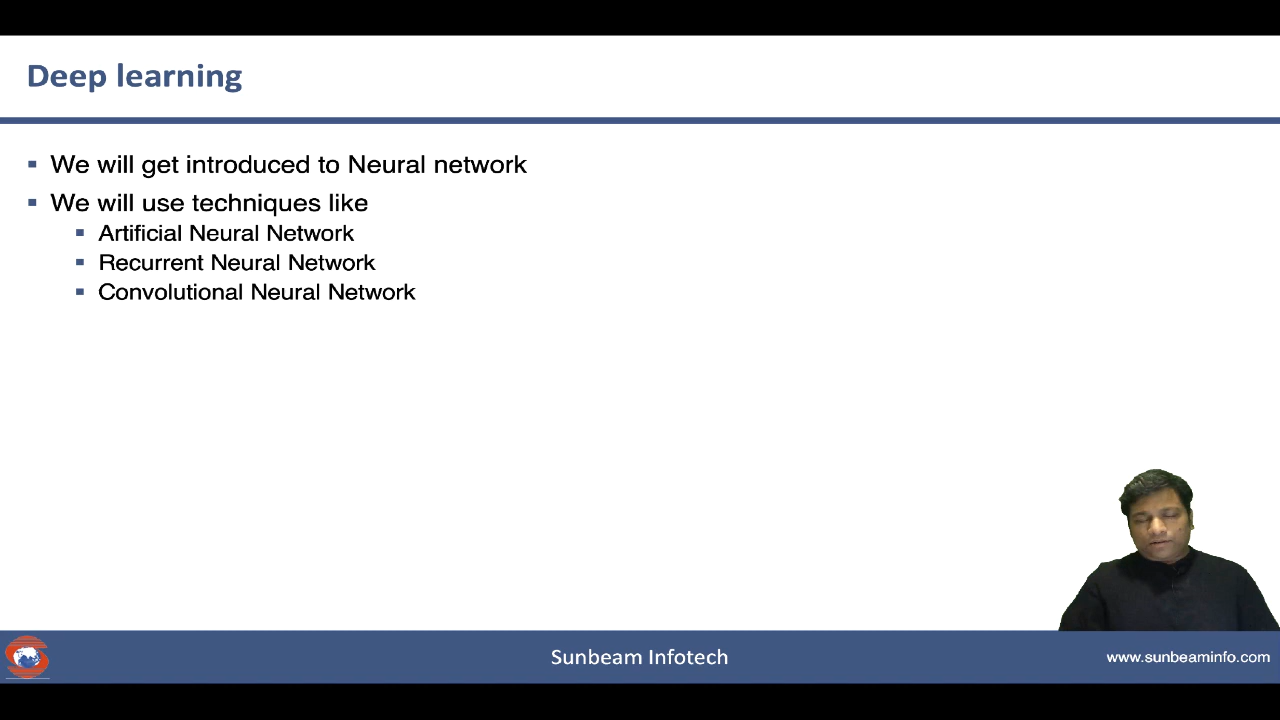 Deep learning
We will get introduced to Neural network
We will use techniques like
Artificial Neural Network
Recurrent Neural Network
Convolutional Neural Network
Sunbeam Infotech
www.sunbeaminfo.com